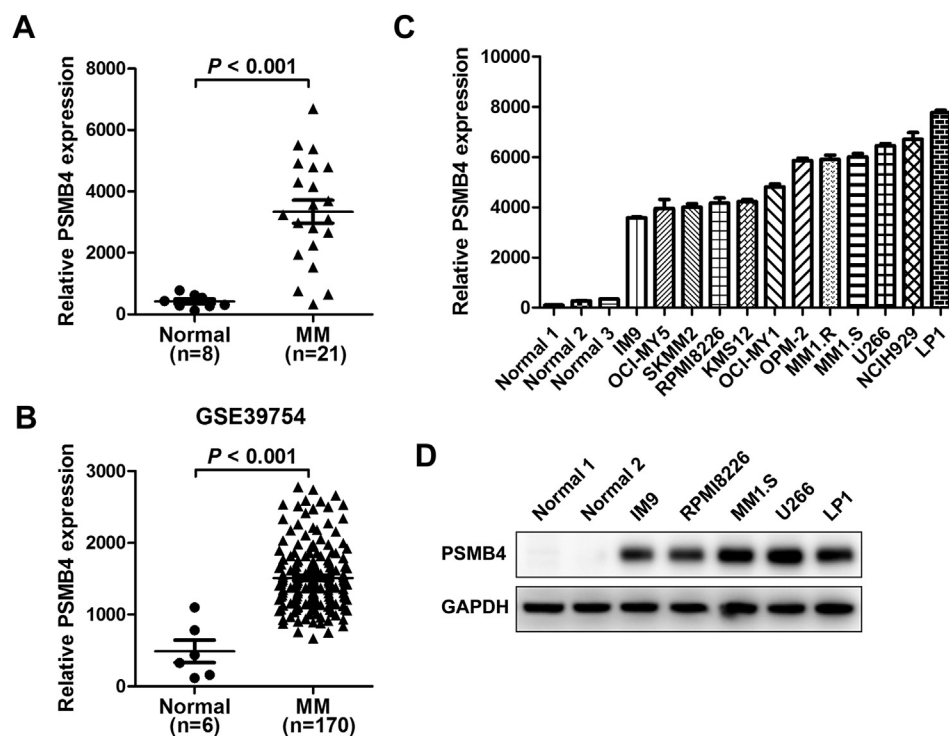 A
Relative PSMB4 expression
8000
6000
4000
2000
0
P < 0.001
Normal
(n=8)
MM
(n=21)
B
GSE39754
Relative PSMB4 expression
3000
2000
1000
0
P < 0.001
Normal
(n=6)
MM
(n=170)
C
Relative PSMB4 expression
10000
8000
6000
4000
2000
0
Normal 1
Normal 2
Normal 3
IM9
OCI-MY5
SKMM2
RPMI8226
KMS12
OCI-MY1
OPM-2
MM1.R
MM1.S
U266
NCIH929
LP1
D
Normal 1
Normal 2
IM9
RPMI8226
MM1.S
U266
LP1
PSMB4
GAPDH